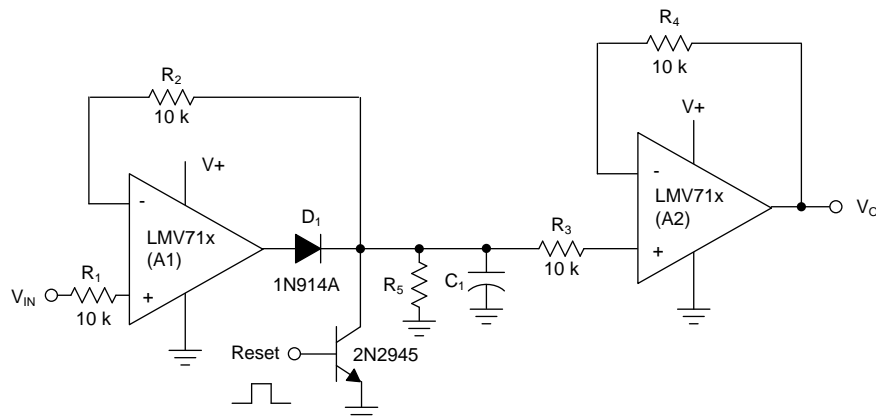 R2
10 k
V+
-
LMV71x
(A1)
+
R1
10 k
VIN
D1
1N914A
R5
C1
Reset
2N2945
R3
10 k
R4
10 k
V+
-
LMV71x
(A2)
+
VO